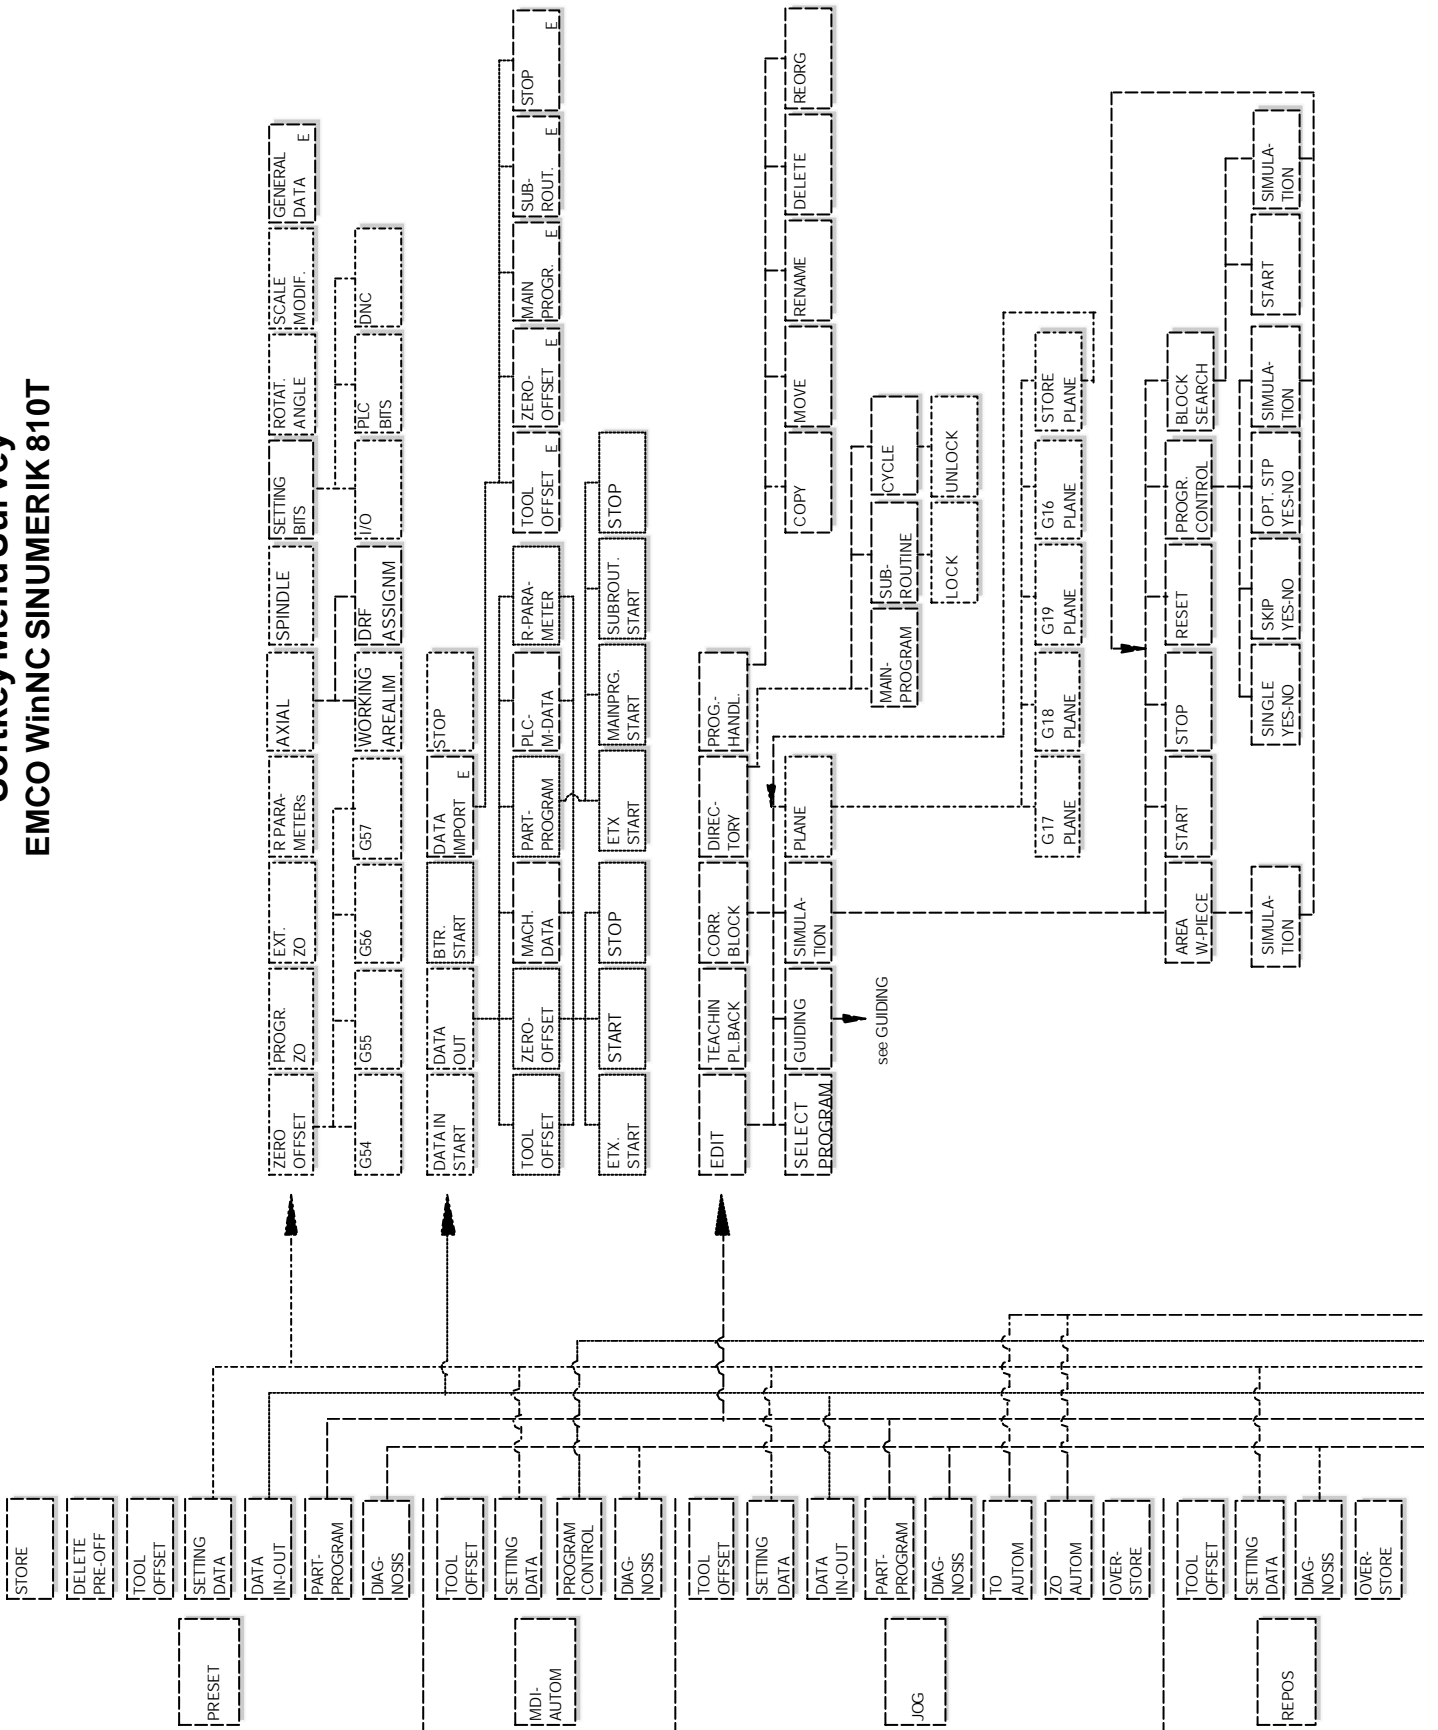 Softkey Menu Survey
EMCO WinNC SINUMERIK 810T
PRESET
STORE
DELETE
PRE-OFF
TOOL
OFFSET
SETTING
DATA
DATA
IN-OUT
PART-
PROGRAM
DIAG-
NOSIS
MDI-
AUTOM
TOOL
OFFSET
SETTING
DATA
PROGRAM
CONTROL
DIAG-
NOSIS
JOG
TOOL
OFFSET
SETTING
DATA
DATA
IN-OUT
PART-
PROGRAM
DIAG-
NOSIS
TO
AUTOM
ZO
AUTOM
OVER-
STORE
REPOS
TOOL
OFFSET
SETTING
DATA
DIAG-
NOSIS
OVER-
STORE
ZERO
OFFSET
PROGR.
ZO
EXT.
ZO
R PARA-
METERs
AXIAL
SPINDLE
SETTING
BITS
ROTAT.
ANGLE
SCALE
MODIF.
GENERAL
DATA E
G54
G55
G56
G57
WORKING
AREALIM
DRF
ASSIGNM
I/O
PLC
BITS
DNC
DATA IN
START
DATA
OUT
BTR.
START
DATA
IMPORT E
STOP
TOOL
OFFSET
ZERO-
OFFSET
MACH.
DATA
PART-
PROGRAM
PLC-
M-DATA
R-PARA-
METER
TOOL
OFFSET E
ZERO-
OFFSET E
MAIN
PROGR. E
SUB-
ROUT. E
STOP
E
ETX.
START
START
STOP
ETX
START
MAINPRG.
START
SUBROUT.
START
STOP
EDIT
TEACHIN
PL.BACK
CORR.
BLOCK
DIREC-
TORY
PROG.-
HANDL.
SELECT
PROGRAM
GUIDING
SIMULA-
TION
PLANE
COPY
MOVE
RENAME
DELETE
REORG
see GUIDING
MAIN-
PROGRAM
SUB-
ROUTINE
CYCLE
LOCK
UNLOCK
G17
PLANE
G18
PLANE
G19
PLANE
G16
PLANE
STORE
PLANE
AREA
W-PIECE
START
STOP
RESET
PROGR.
CONTROL
BLOCK
SEARCH
SIMULA-
TION
SINGLE
YES-NO
SKIP
YES-NO
OPT. STP
YES-NO
SIMULA-
TION
START
SIMULA-
TION